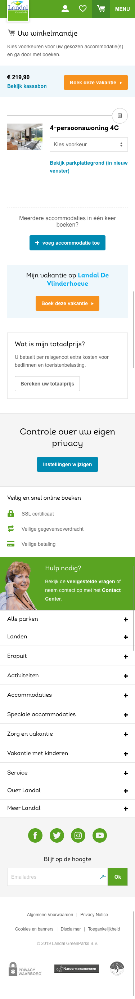 Landal
GreenParks
MENU
Uw winkelmandje
Kies voorkeuren voor uw gekozen accommodatie(s)
en ga door met boeken.
€ 219,90
Bekijk kassabon
Boek deze vakantie
4-persoonswoning 4C
Kies voorkeur
Bekijk parkplattegrond (in nieuw
venster)
Meerdere accommodaties in één keer
boeken?
voeg accommodatie toe
Mijn vakantie op Landal De
Vlinderhoeve
Boek deze vakantie
Wat is mijn totaalprijs?
U betaalt per reisgenoot extra kosten voor
bedlinnen en toeristenbelasting.
Bereken uw totaalprijs
Controle over uw eigen
privacy
Instellingen wijzigen
Veilig en snel online boeken
SSL certificaat
Veilige gegevensoverdracht
Veilige betaling
Hulp nodig?
Bekijk de veelgestelde vragen of
neem contact op met het Contact
Center.
Alle parken
Landen
Eropuit
Activiteiten
Accommodaties
Speciale accommodaties
Zorg en vakantie
Vakantie met kinderen
Service
Over Landal
Meer Landal
Blijf op de hoogte
Emailadres
Ok
Algemene Voorwaarden | Privacy Notice
Cookies en banners | Disclaimer | Toegankelijkheid
© 2019 Landal GreenParks B.V.
PRIVACY
WAARBORG
Natuurmonumenten
AIR MILES